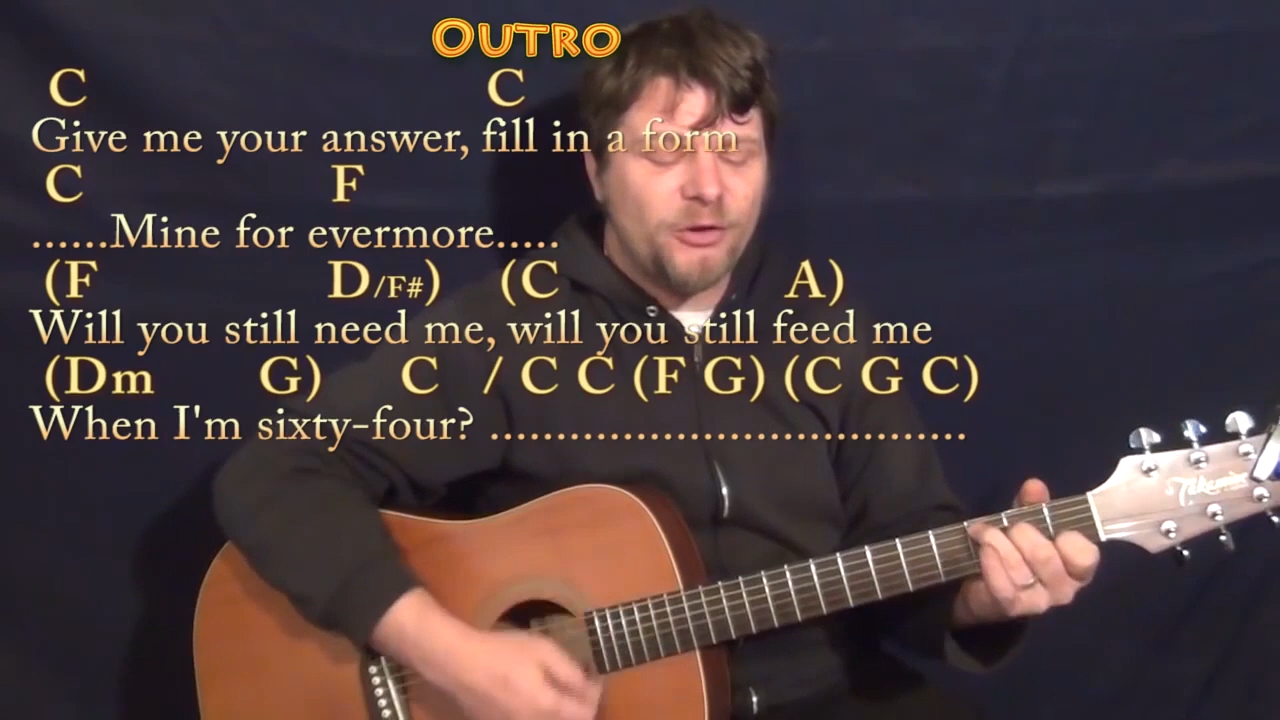 OUTRO
C C
Give me your answer, fill in a form
C F
......Mine for evermore.....
(F D/F#) (C A)
Will you still need me, will you still feed me
(Dm G) C / C C (F G) (C G C)
When I'm sixty-four? ....................................
Takamine